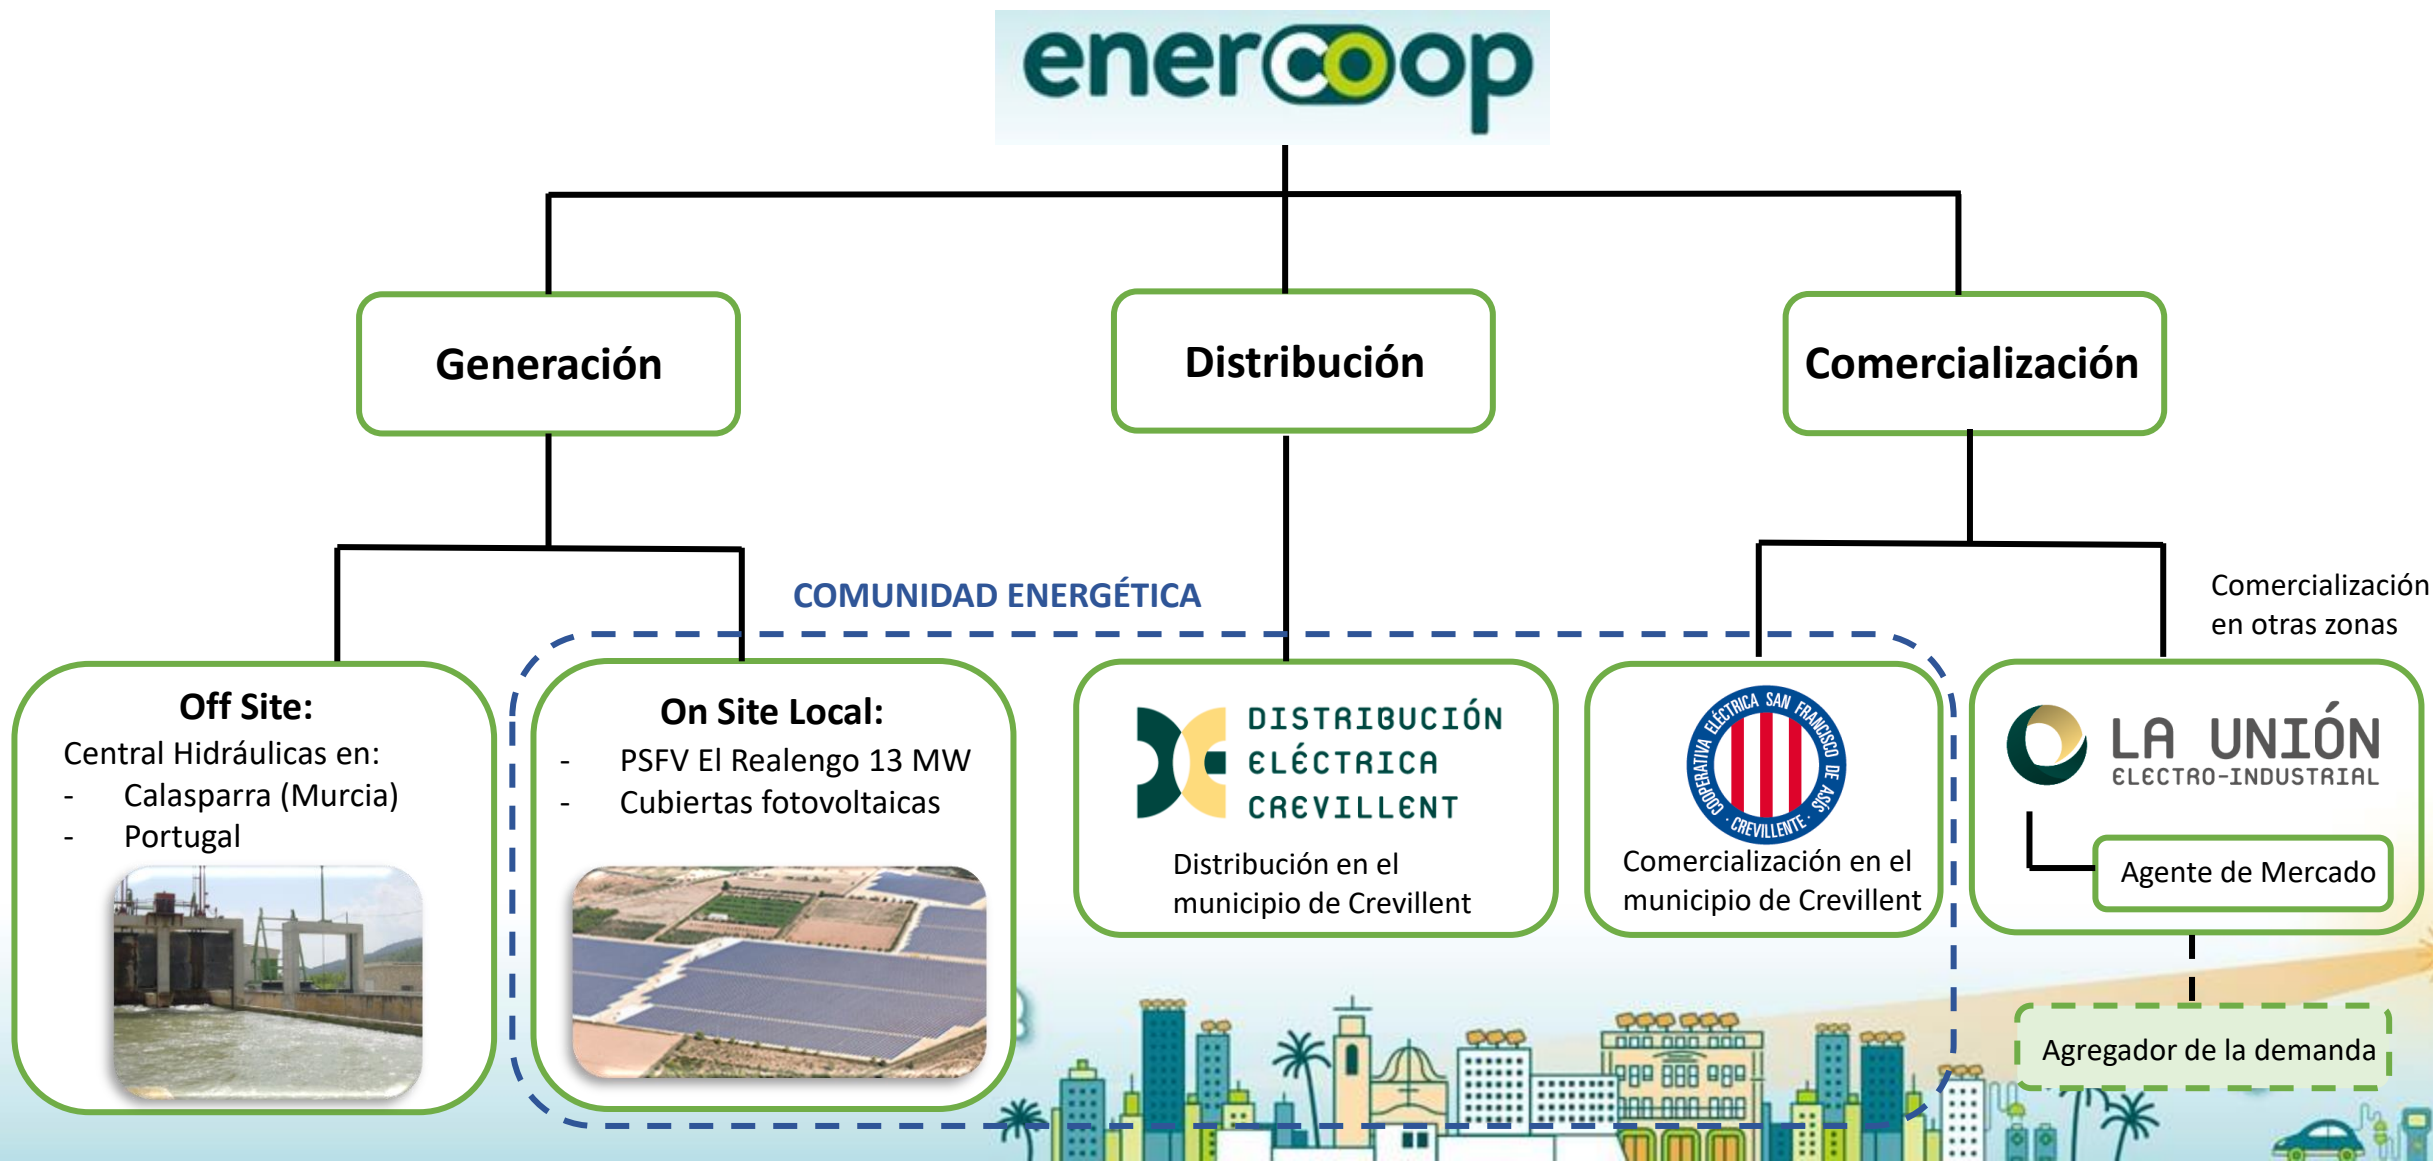 enercoop
Generación
Distribución
Comercialización
COMUNIDAD ENERGÉTICA
Comercialización
en otras zonas
Off Site:
Central Hidráulicas en:
- Calasparra (Murcia)
- Portugal
On Site Local:
- PSFV El Realengo 13 MW
- Cubiertas fotovoltaicas
DISTRIBUCIÓN
ELÉCTRICA
CREVILLENT
Distribución en el
municipio de Crevillent
COOPERATIVA ELÉCTRICA SAN FRANCISCO DE ASÍS
· CREVILLENTE ·
Comercialización en el
municipio de Crevillent
LA UNIÓN
ELECTRO-INDUSTRIAL
Agente de Mercado
Agregador de la demanda